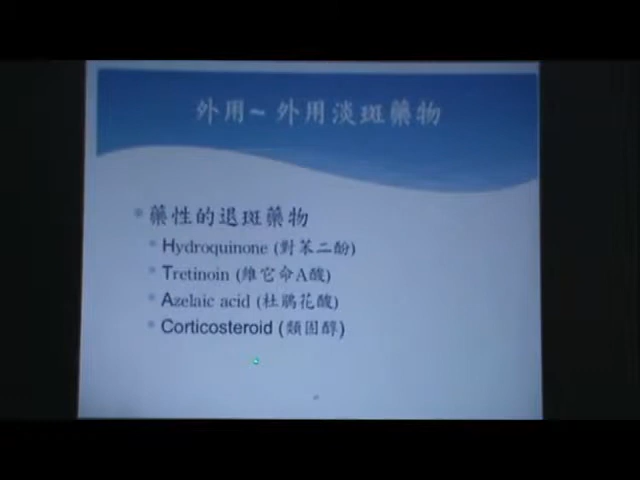 外用~ 外用淡斑藥物
藥性的退斑藥物
Hydroquinone (對苯二酚)
Tretinoin (維它命A酸)
Azelaic acid (杜鵑花酸)
Corticosteroid (類固醇)